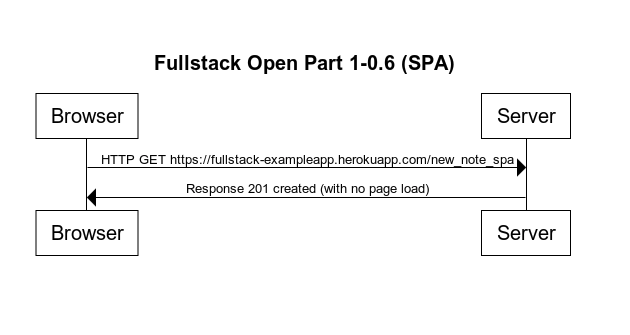 Fullstack Open Part 1-0.6 (SPA)
Browser
Server
HTTP GET https://fullstack-exampleapp.herokuapp.com/new_note_spa
Response 201 created (with no page load)
Browser
Server